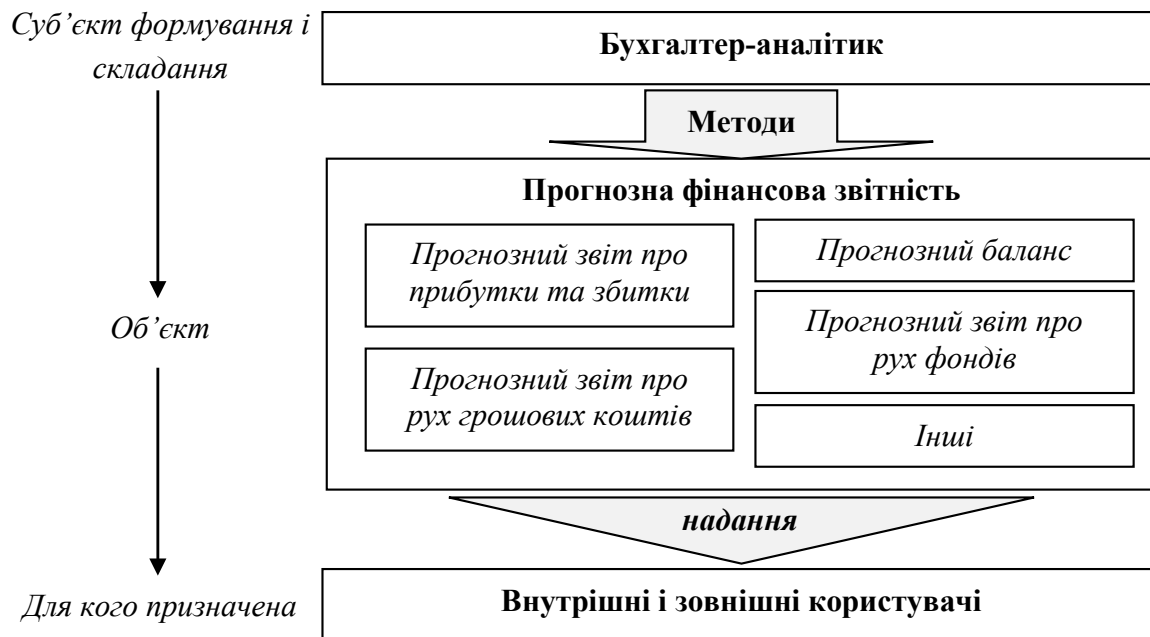 Суб’єкт формування і
складання
Бухгалтер-аналітик
Методи
Прогнозна фінансова звітність
Прогнозний звіт про
прибутки та збитки
Прогнозний баланс
Об’єкт
Прогнозний звіт про
рух фондів
Прогнозний звіт про
рух грошових коштів
Інші
надання
Для кого призначена
Внутрішні і зовнішні користувачі